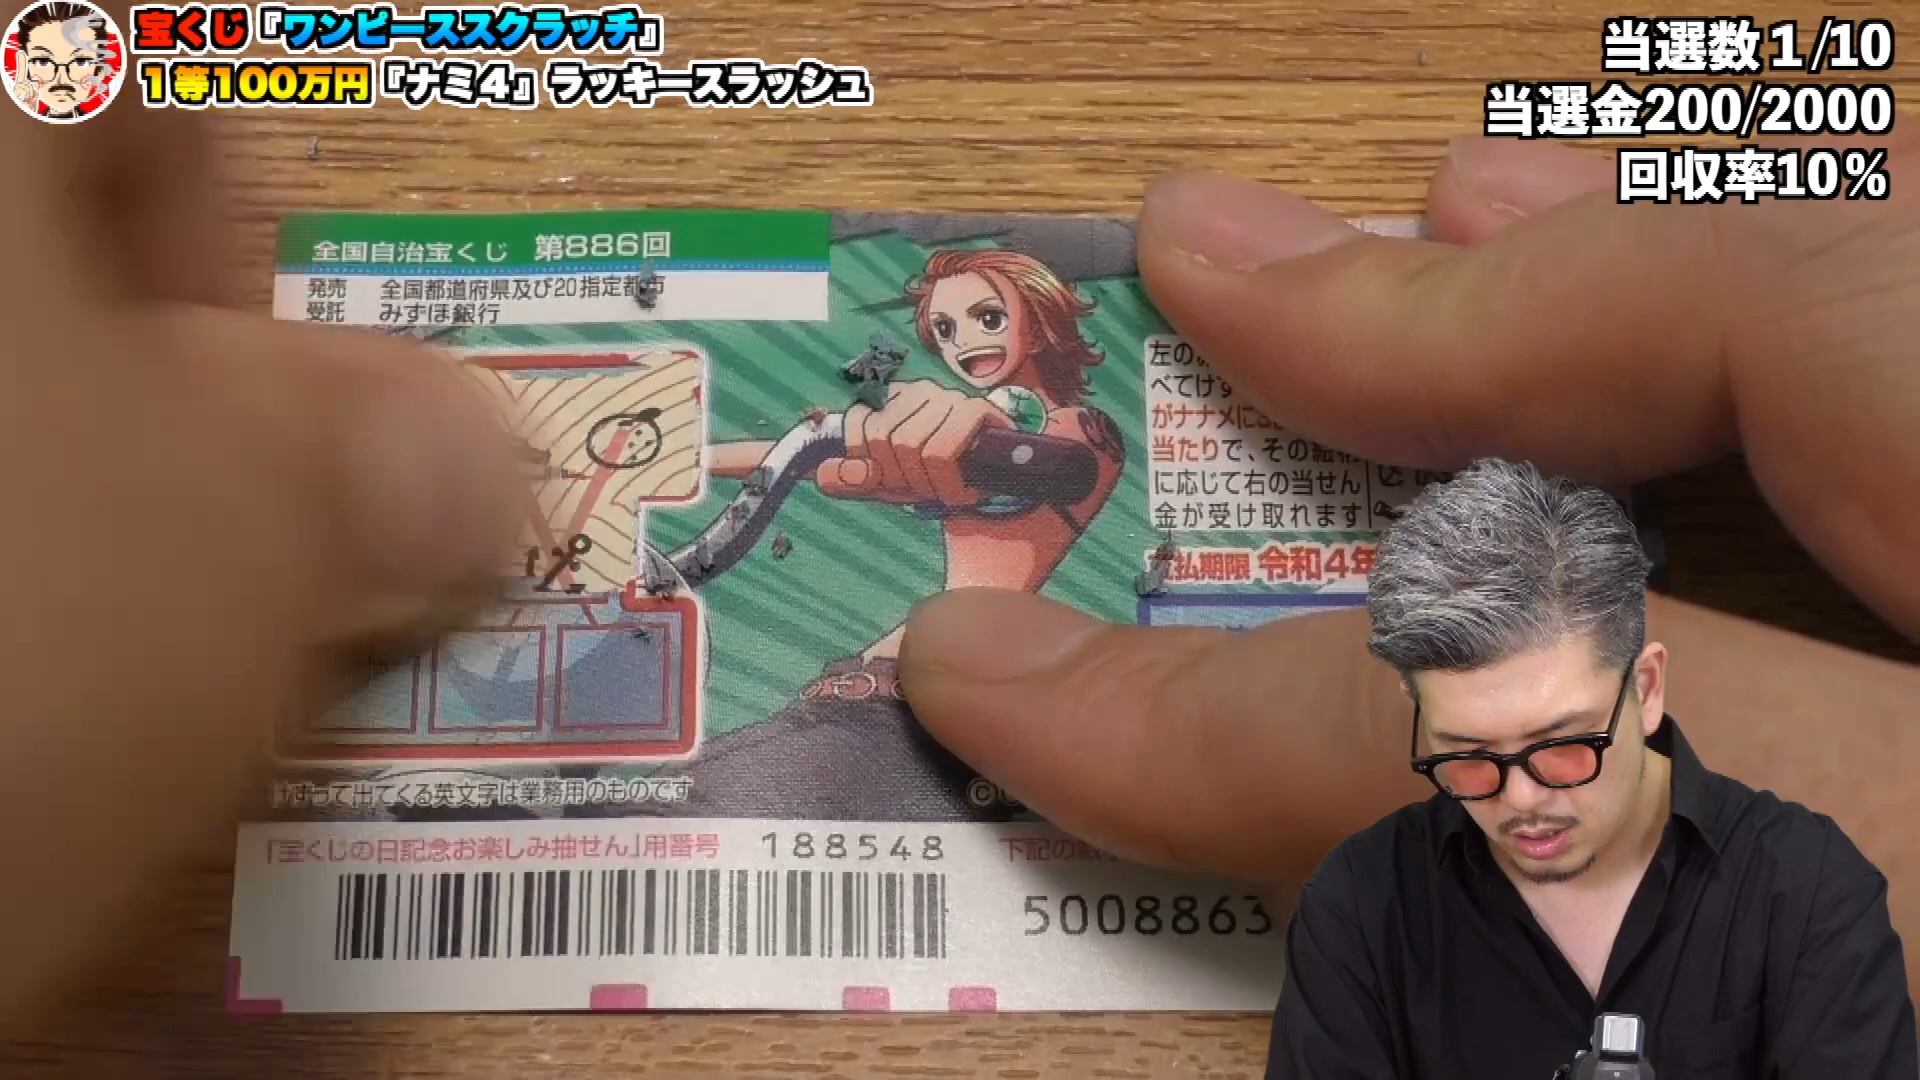 宝くじ『ワンピーススクラッチ』
1等100万円『ナミ4』ラッキースラッシュ
当選数1/10
当選金200/2000
回収率10%
全国自治宝くじ 第886回
発売 全国都道府県及び20指定都市
受託 みずほ銀行
左の
べてけず
がナナメに3
当たりで、その絵柄
に応じて右の当せん
金が受け取れます
支払期限 令和4年
けずって出てくる英文字は業務用のものです
「宝くじの日記念お楽しみ抽せん」用番号 188548
下記の
5008863